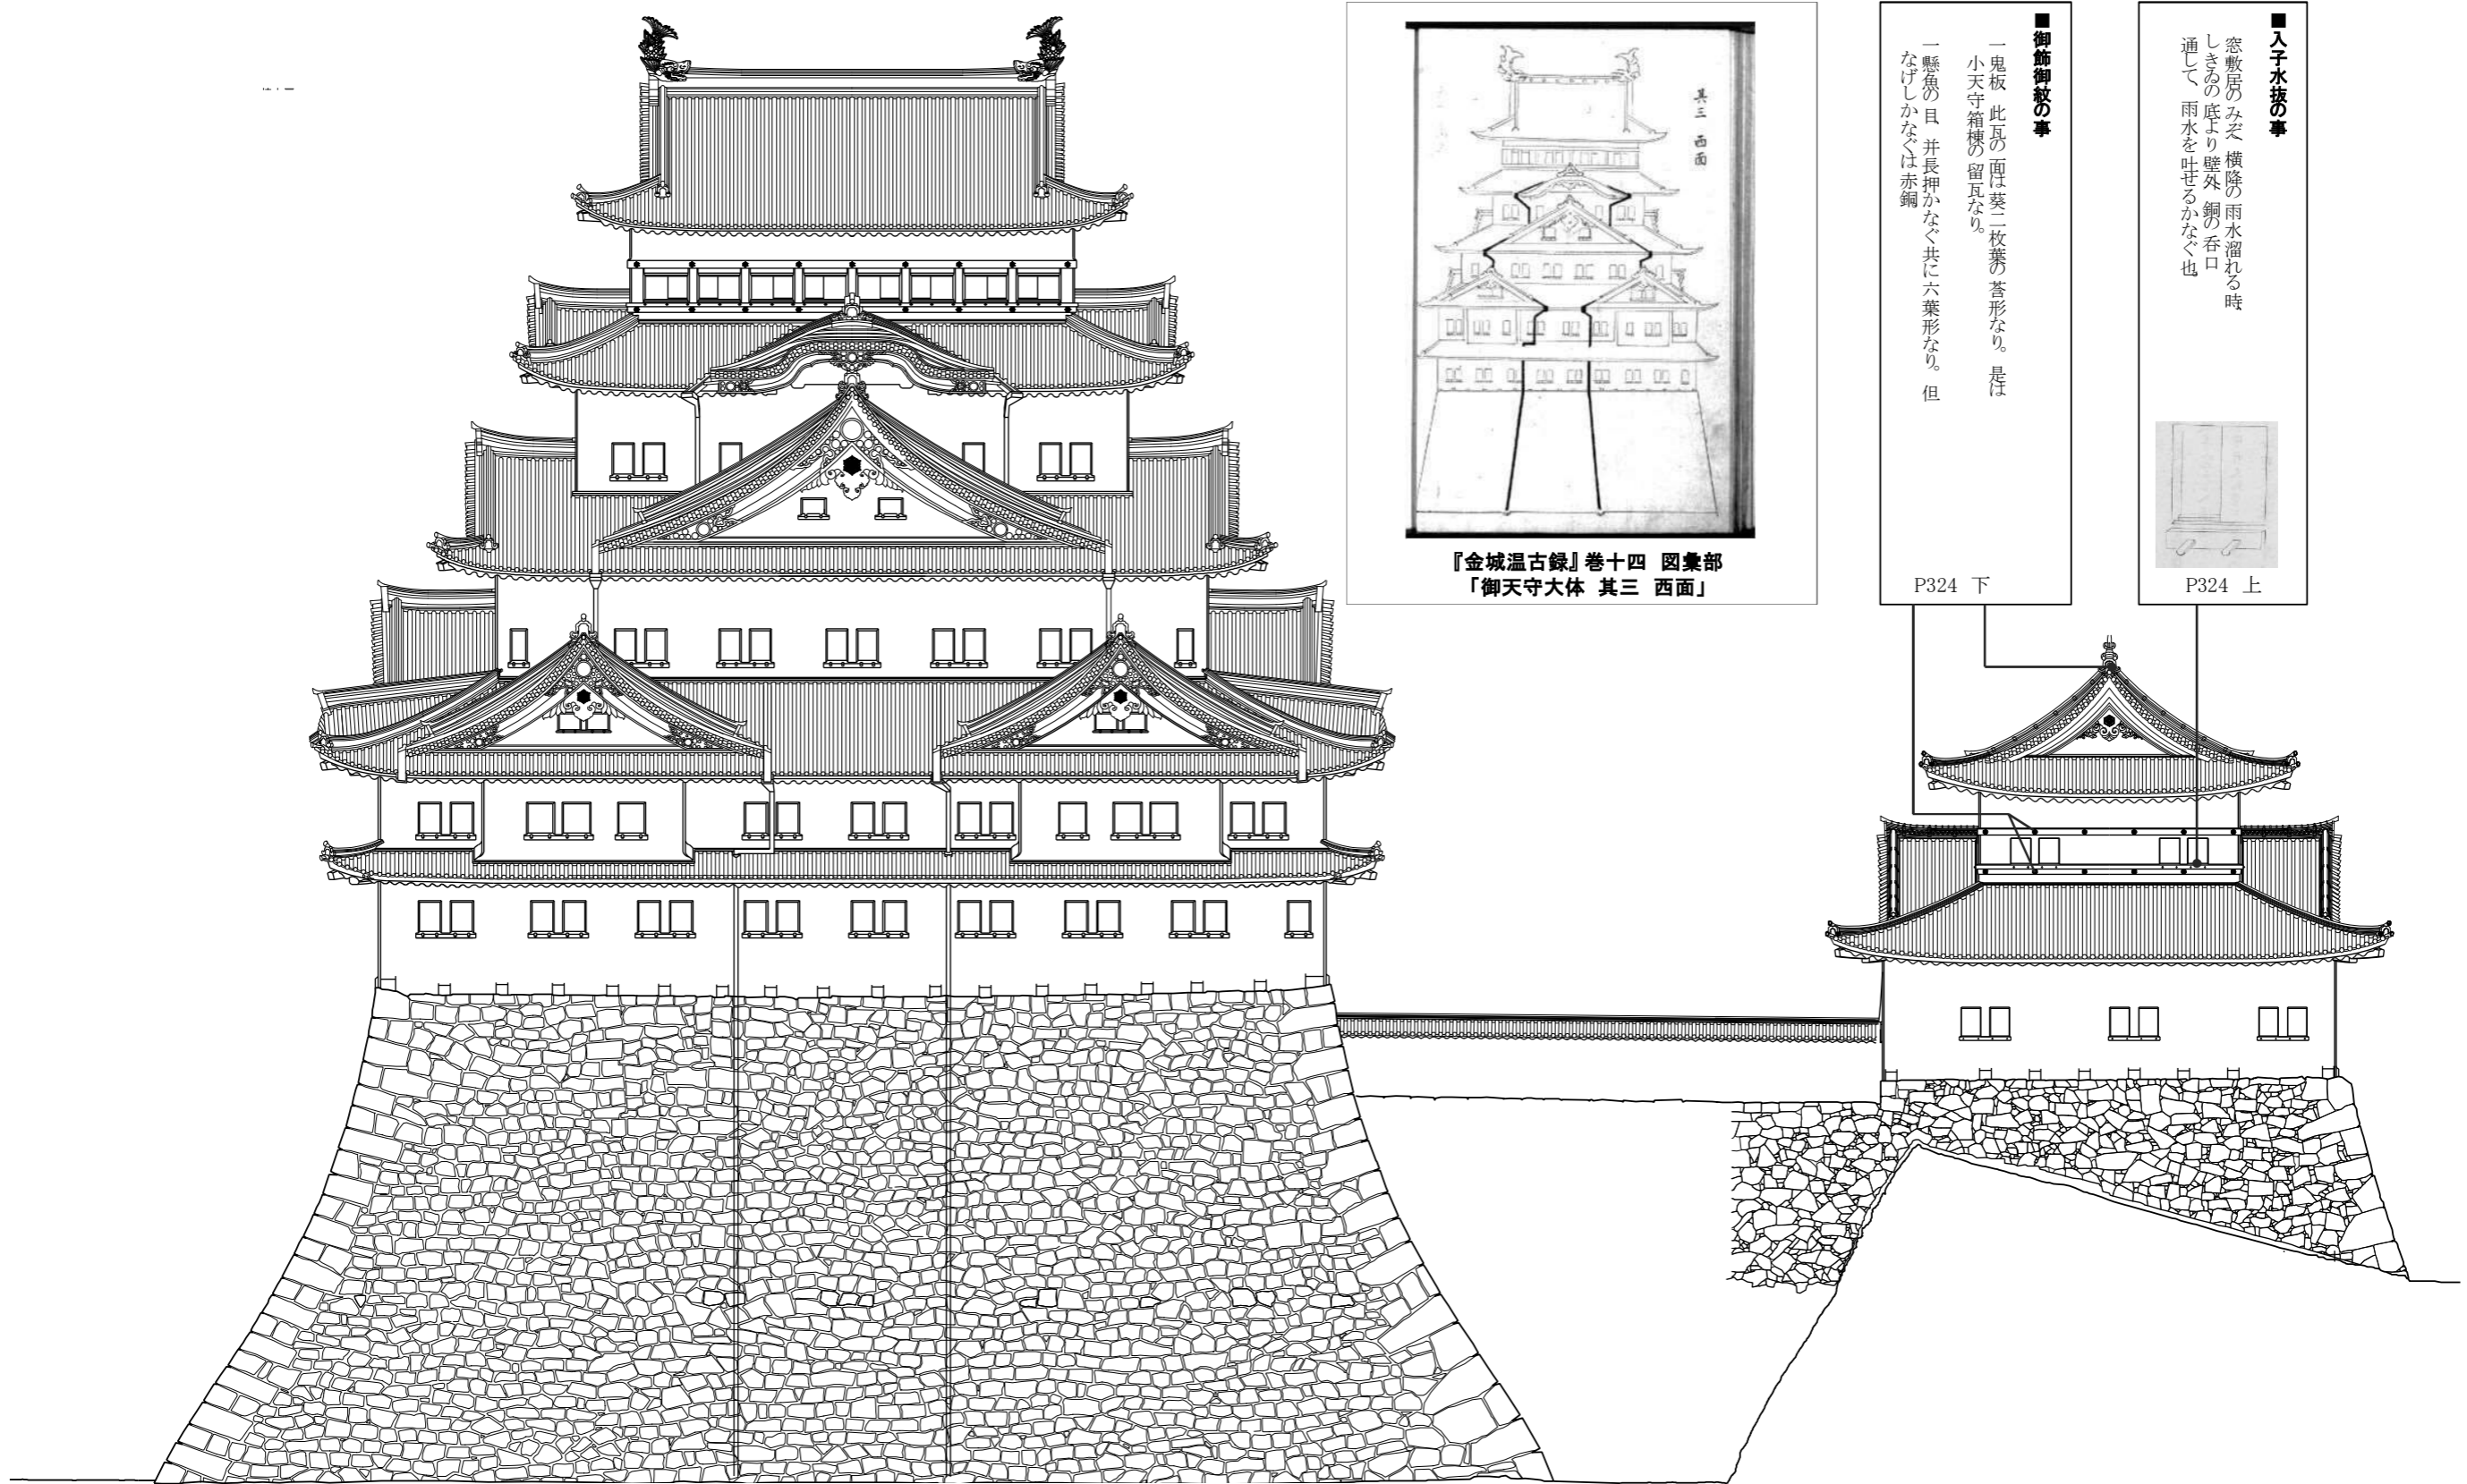 ■入子水抜の事
窓敷居のみぞ、横降の雨水溜れる時、
しきゐの底より壁外、銅の呑口
通して、雨水を吐せるかなぐ也。
P324 上
■御飾御紋の事
一 鬼板、此瓦の面は葵二枚葉の莟形なり。是は
小天守箱棟の留瓦なり。
一 懸魚の目、并長押かなぐ共に六葉形なり。但
なげしかなぐは赤銅
P324 下
其三 西面
『金城温古録』巻十四 図彙部
「御天守大体 其三 西面」